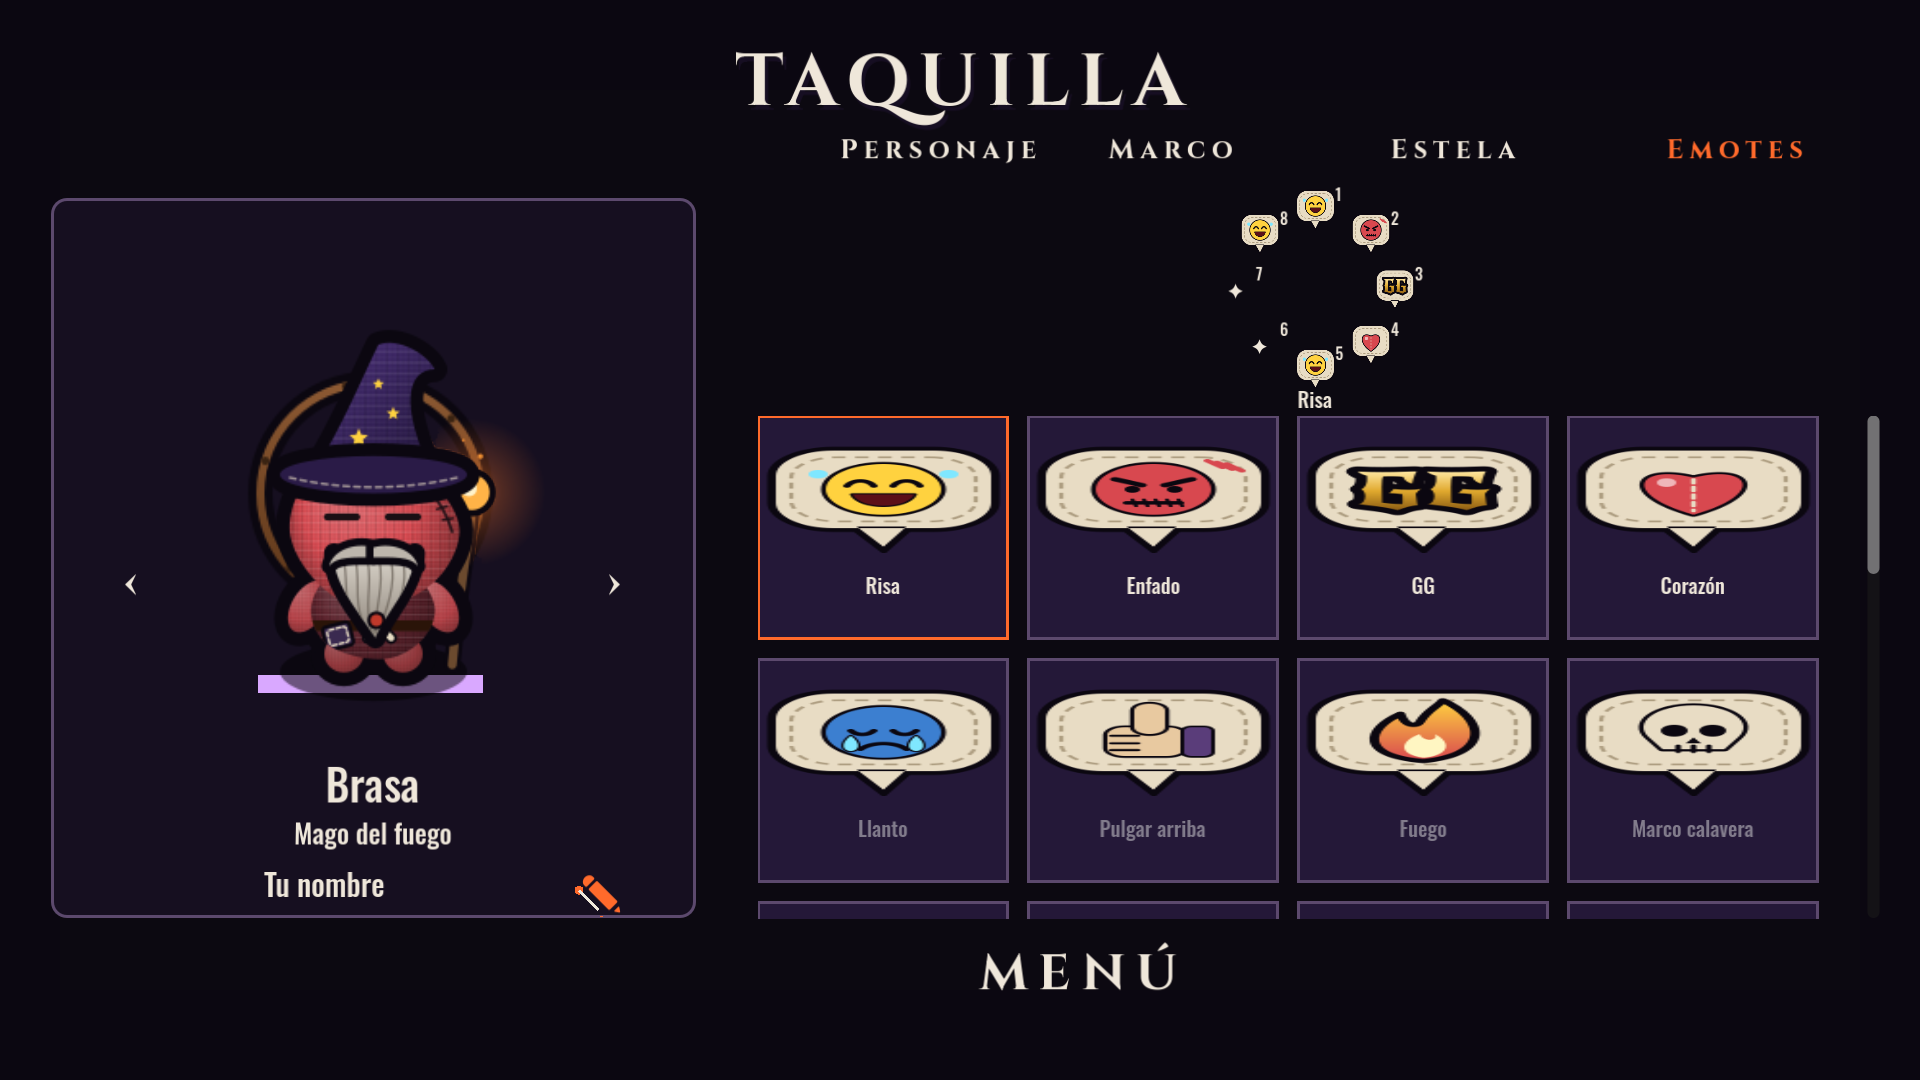 TAQUILLA
PERSONAJE MARCO ESTELA EMOTES
1
8 2
7 3
6 4
5
Risa
GG
Risa Enfado GG Corazón
Llanto Pulgar arriba Fuego Marco calavera
Brasa
Mago del fuego
Tu nombre
MENÚ